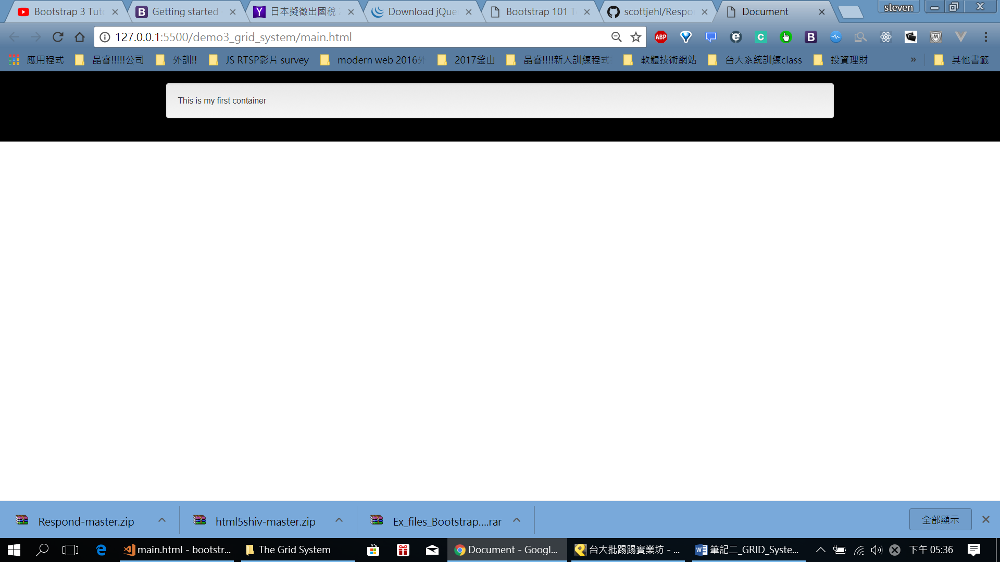 Bootstrap 3 Tut
Getting started
日本擬徵出國稅
Download jQue
Bootstrap 101 T
scottjehl/Respo
Document
steven
127.0.0.1:5500/demo3_grid_system/main.html
ABP
應用程式
晶睿!!!!!公司
外訓!!
JS RTSP影片 survey
modern web 2016外
2017釜山
晶睿!!!!新人訓練程式
軟體技術網站
台大系統訓練class
投資理財
»
其他書籤
This is my first container
Respond-master.zip
html5shiv-master.zip
Ex_files_Bootstrap....rar
全部顯示
main.html - bootstr...
The Grid System
Document - Googl...
台大批踢踢實業坊 - ...
筆記二_GRID_Syste...
下午 05:36